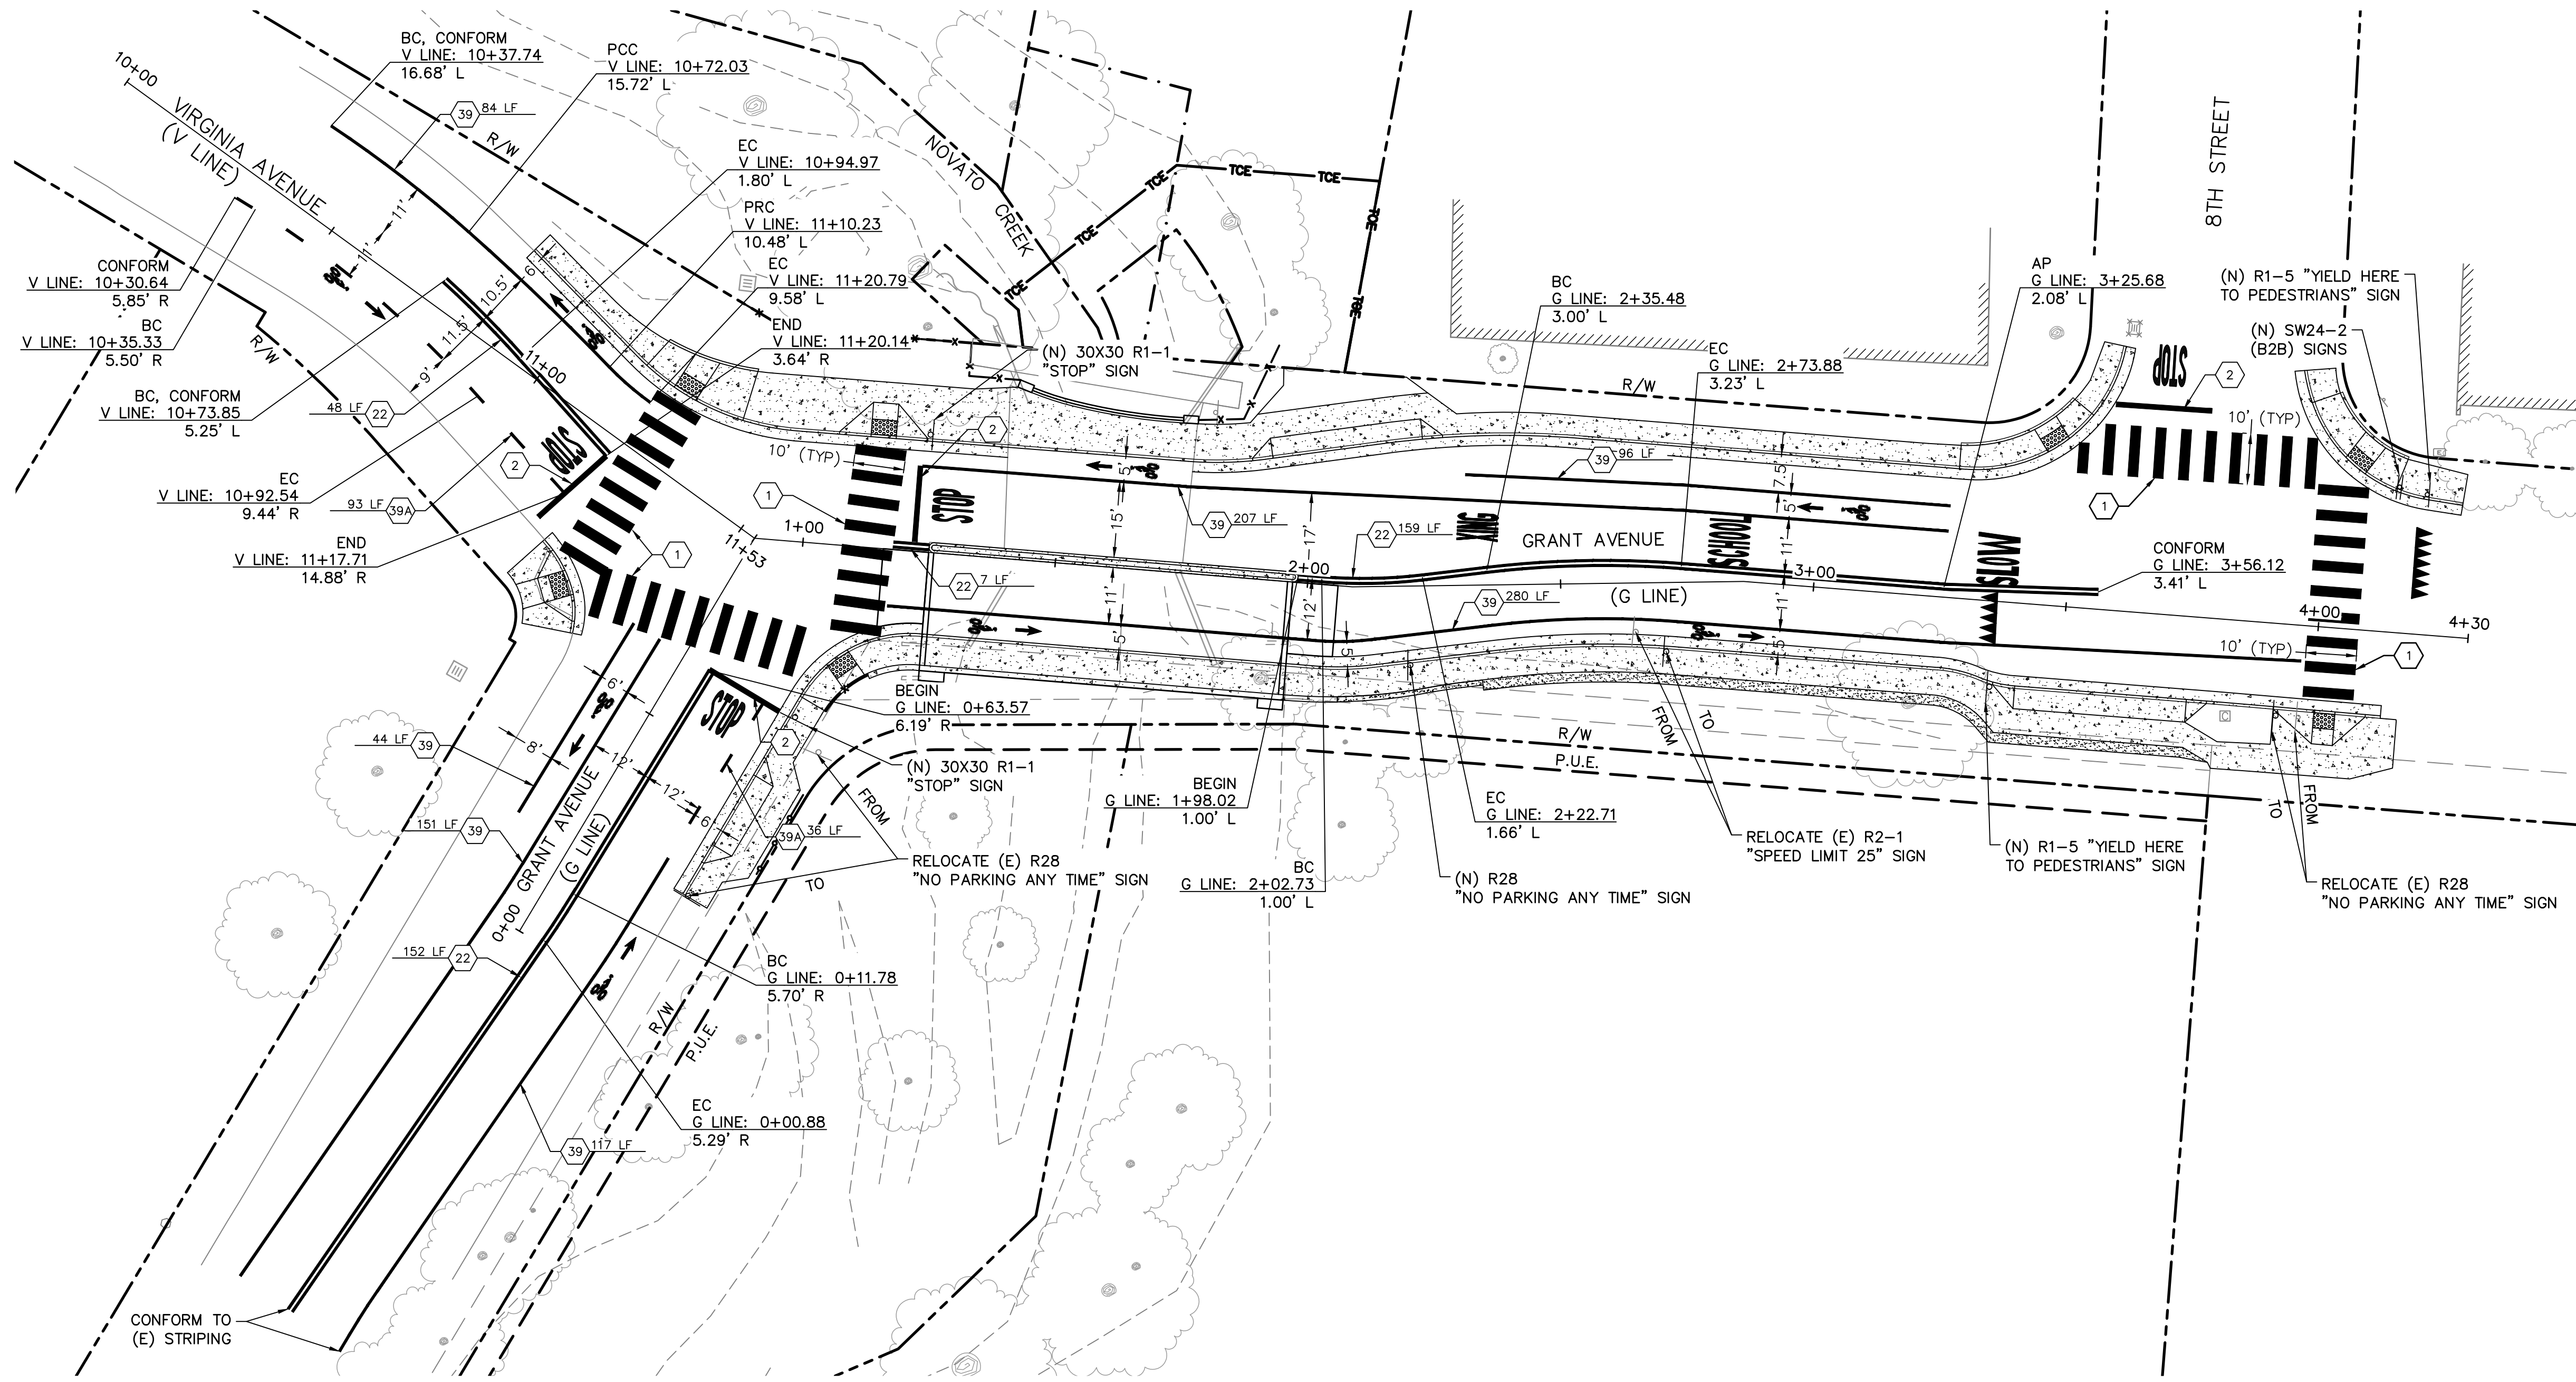 BC, CONFORM
V LINE: 10+37.74
16.68' L
PCC
V LINE: 10+72.03
15.72' L
10+00
VIRGINIA AVENUE
(V LINE)
39
84 LF
R/W
EC
V LINE: 10+94.97
1.80' L
PRC
V LINE: 11+10.23
10.48' L
EC
V LINE: 11+20.79
9.58' L
END
V LINE: 11+20.14
3.64' R
NOVATO
CREEK
TCE
TCE
TCE
TCE
TCE
TCE
TCE
11'
11'
CONFORM
V LINE: 10+30.64
5.85' R
BC
V LINE: 10+35.33
5.50' R
R/W
BC, CONFORM
V LINE: 10+73.85
5.25' L
6'
10.5'
11.5'
9'
48 LF
22
11+00
STOP
2
EC
V LINE: 10+92.54
9.44' R
93 LF
39A
END
V LINE: 11+17.71
14.88' R
1
11+53
1+00
1
10' (TYP)
(N) 30X30 R1-1
"STOP" SIGN
2
STOP
5'
15'
11'
5'
39
207 LF
22
7 LF
17'
2+00
12'
5'
22
159 LF
XING
BC
G LINE: 2+35.48
3.00' L
EC
G LINE: 2+73.88
3.23' L
R/W
39
96 LF
GRANT AVENUE
(G LINE)
SCHOOL
7.5'
5'
11'
3+00
11'
5'
39
280 LF
AP
G LINE: 3+25.68
2.08' L
SLOW
8TH STREET
STOP
2
10' (TYP)
1
(N) R1-5 "YIELD HERE
TO PEDESTRIANS" SIGN
(N) SW24-2
(B2B) SIGNS
CONFORM
G LINE: 3+56.12
3.41' L
4+00
4+30
10' (TYP)
1
BEGIN
G LINE: 0+63.57
6.19' R
STOP
2
(N) 30X30 R1-1
"STOP" SIGN
6'
8'
12'
12'
6'
44 LF
39
151 LF
39
GRANT AVENUE
(G LINE)
0+00
39A
36 LF
FROM
TO
RELOCATE (E) R28
"NO PARKING ANY TIME" SIGN
BEGIN
G LINE: 1+98.02
1.00' L
BC
G LINE: 2+02.73
1.00' L
EC
G LINE: 2+22.71
1.66' L
R/W
P.U.E.
TO
FROM
(N) R28
"NO PARKING ANY TIME" SIGN
RELOCATE (E) R2-1
"SPEED LIMIT 25" SIGN
(N) R1-5 "YIELD HERE
TO PEDESTRIANS" SIGN
TO
FROM
RELOCATE (E) R28
"NO PARKING ANY TIME" SIGN
152 LF
22
BC
G LINE: 0+11.78
5.70' R
R/W
P.U.E.
EC
G LINE: 0+00.88
5.29' R
39
117 LF
CONFORM TO
(E) STRIPING